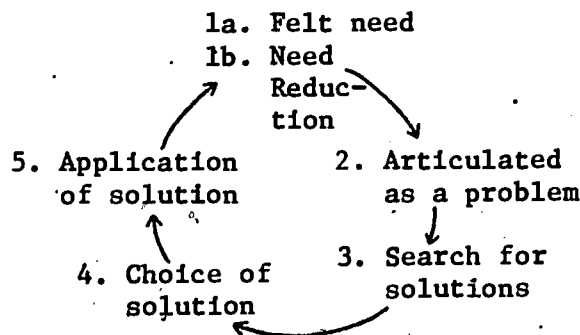 1a. Felt need
1b. Need
Reduc-
tion
2. Articulated
as a problem
3. Search for
solutions
4. Choice of
solution
5. Application
of solution